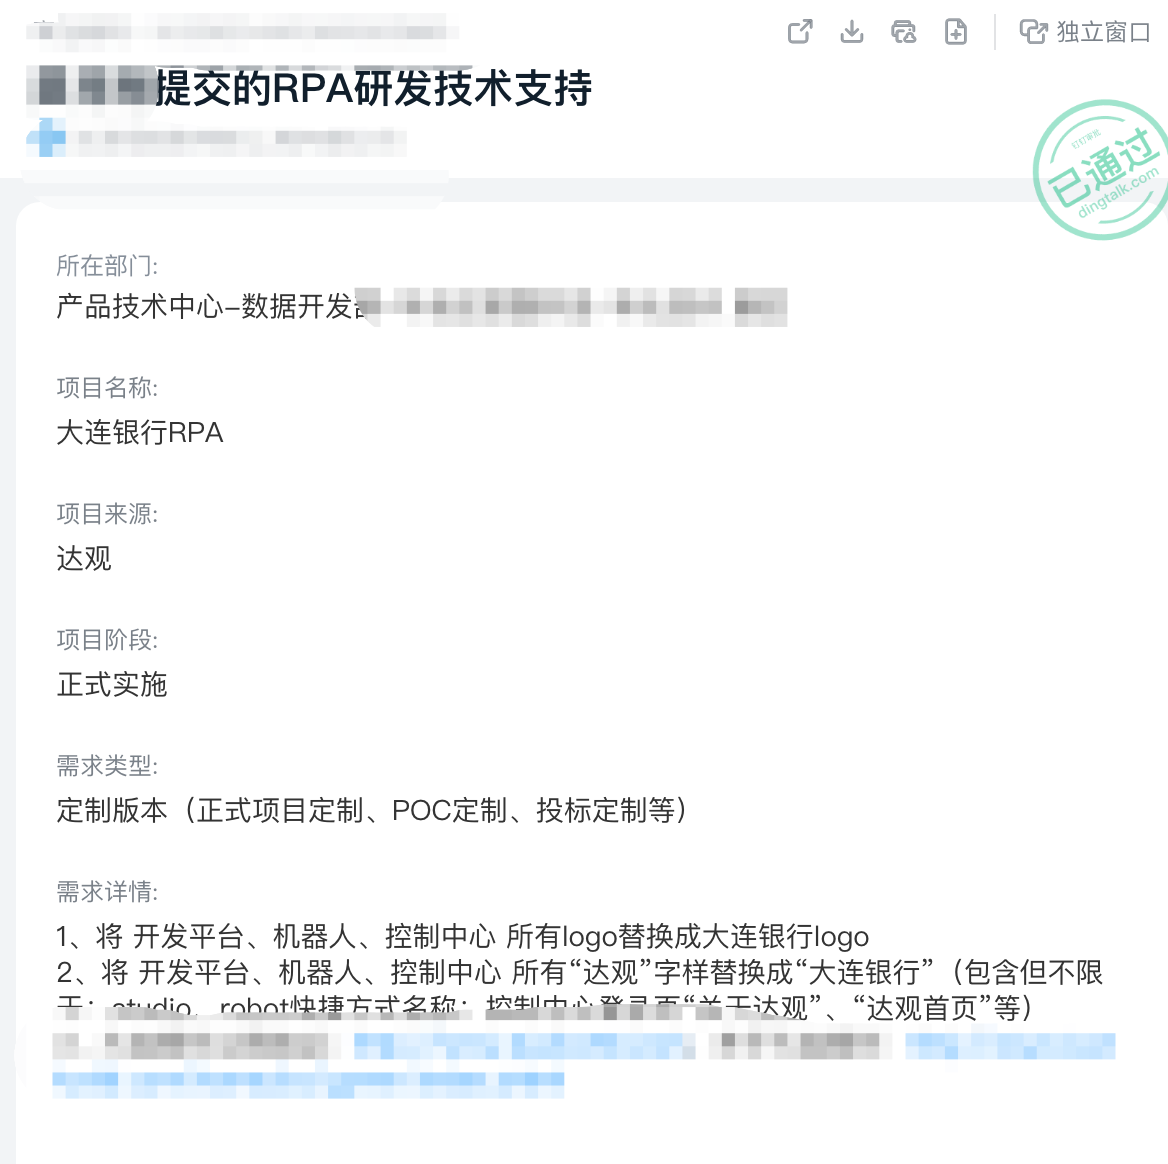 独立窗口
提交的RPA研发技术支持
钉钉审批
已通过
dingtalk.com
所在部门:
产品技术中心–数据开发部
项目名称:
大连银行RPA
项目来源:
达观
项目阶段:
正式实施
需求类型:
定制版本（正式项目定制、POC定制、投标定制等）
需求详情:
1、将 开发平台、机器人、控制中心 所有logo替换成大连银行logo
2、将 开发平台、机器人、控制中心 所有“达观”字样替换成“大连银行”（包含但不限
于：studio、robot快捷方式名称；控制中心登录页“关于达观”、“达观首页”等）